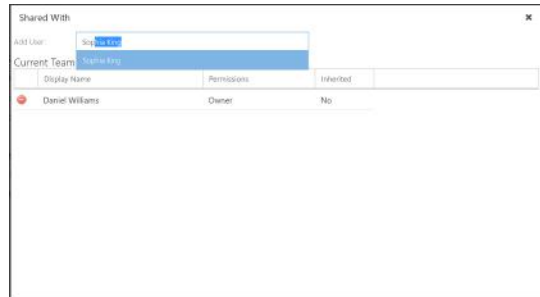 Shared With
Add User:
Sophia King
Sophia King
Current Team
Display Name Permissions Inherited
Daniel Williams Owner No